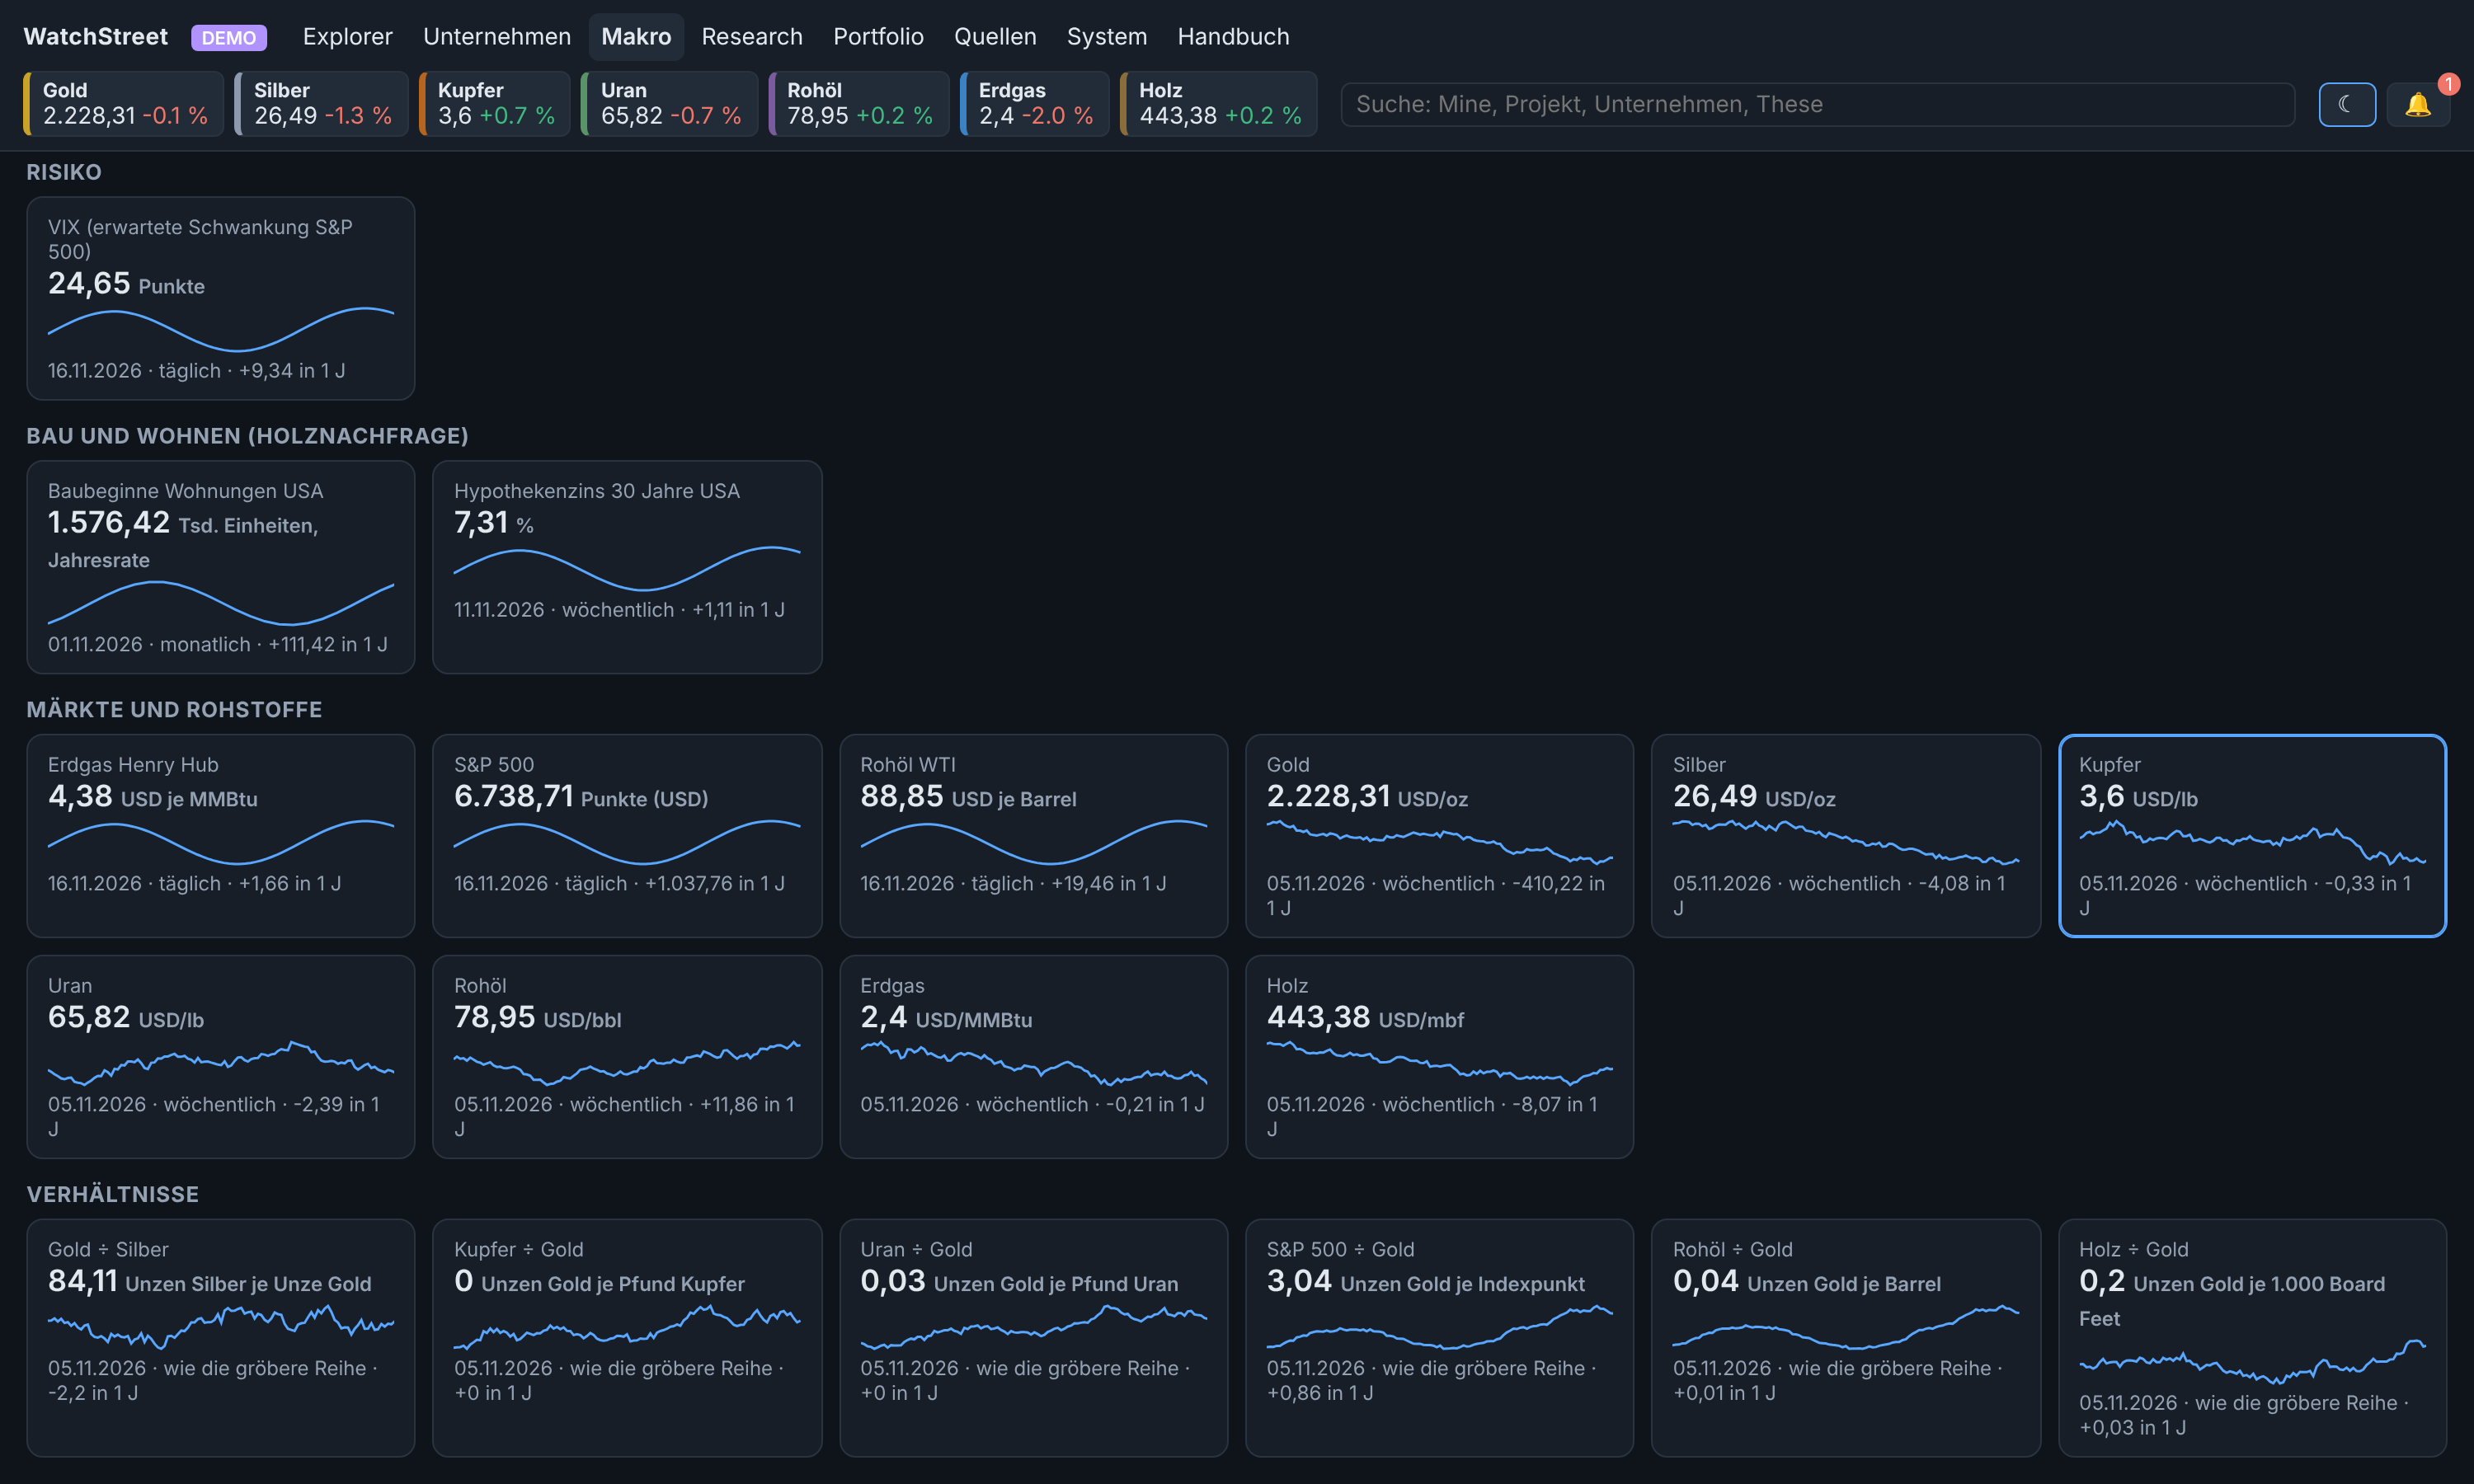 WatchStreet DEMO Explorer Unternehmen Makro Research Portfolio Quellen System Handbuch
Gold Silber Kupfer Uran Rohöl Erdgas Holz
2.228,31 -0.1 % 26,49 -1.3 % 3,6 +0.7 % 65,82 -0.7 % 78,95 +0.2 % 2,4 -2.0 % 443,38 +0.2 %
Suche: Mine, Projekt, Unternehmen, These
1
RISIKO
VIX (erwartete Schwankung S&P
500)
24,65 Punkte
16.11.2026 · täglich · +9,34 in 1 J
BAU UND WOHNEN (HOLZNACHFRAGE)
Baubeginne Wohnungen USA
1.576,42 Tsd. Einheiten,
Jahresrate
01.11.2026 · monatlich · +111,42 in 1 J
Hypothekenzins 30 Jahre USA
7,31 %
11.11.2026 · wöchentlich · +1,11 in 1 J
MÄRKTE UND ROHSTOFFE
Erdgas Henry Hub
4,38 USD je MMBtu
16.11.2026 · täglich · +1,66 in 1 J
S&P 500
6.738,71 Punkte (USD)
16.11.2026 · täglich · +1.037,76 in 1 J
Rohöl WTI
88,85 USD je Barrel
16.11.2026 · täglich · +19,46 in 1 J
Gold
2.228,31 USD/oz
05.11.2026 · wöchentlich · -410,22 in
1 J
Silber
26,49 USD/oz
05.11.2026 · wöchentlich · -4,08 in 1
J
Kupfer
3,6 USD/lb
05.11.2026 · wöchentlich · -0,33 in 1
J
Uran
65,82 USD/lb
05.11.2026 · wöchentlich · -2,39 in 1
J
Rohöl
78,95 USD/bbl
05.11.2026 · wöchentlich · +11,86 in 1
J
Erdgas
2,4 USD/MMBtu
05.11.2026 · wöchentlich · -0,21 in 1 J
Holz
443,38 USD/mbf
05.11.2026 · wöchentlich · -8,07 in 1
J
VERHÄLTNISSE
Gold ÷ Silber
84,11 Unzen Silber je Unze Gold
05.11.2026 · wie die gröbere Reihe ·
-2,2 in 1 J
Kupfer ÷ Gold
0 Unzen Gold je Pfund Kupfer
05.11.2026 · wie die gröbere Reihe ·
+0 in 1 J
Uran ÷ Gold
0,03 Unzen Gold je Pfund Uran
05.11.2026 · wie die gröbere Reihe ·
+0 in 1 J
S&P 500 ÷ Gold
3,04 Unzen Gold je Indexpunkt
05.11.2026 · wie die gröbere Reihe ·
+0,86 in 1 J
Rohöl ÷ Gold
0,04 Unzen Gold je Barrel
05.11.2026 · wie die gröbere Reihe ·
+0,01 in 1 J
Holz ÷ Gold
0,2 Unzen Gold je 1.000 Board
Feet
05.11.2026 · wie die gröbere Reihe ·
+0,03 in 1 J